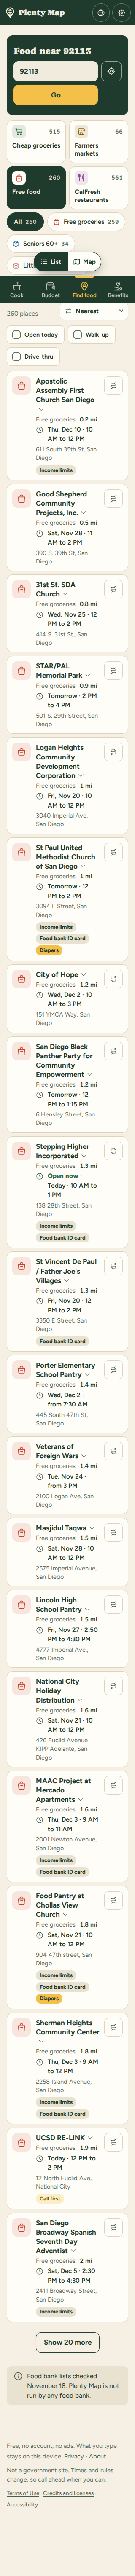 Plenty Map
Food near 92113
92113
Go
515
Cheap groceries
66
Farmers
markets
260
Free food
561
CalFresh
restaurants
All 260
Free groceries 259
Seniors 60+ 34
List
Map
Cook
Budget
Find food
Benefits
260 places
Nearest
Open today
Walk-up
Drive-thru
Apostolic
Assembly First
Church San Diego
Free groceries 0.2 mi
Thu, Dec 10 · 10
AM to 12 PM
611 South 35th St, San
Diego
Income limits
Good Shepherd
Community
Projects, Inc.
Free groceries 0.5 mi
Sat, Nov 28 · 11
AM to 2 PM
390 S. 39th St, San
Diego
31st St. SDA
Church
Free groceries 0.8 mi
Wed, Nov 25 · 12
PM to 2 PM
414 S. 31st St., San
Diego
STAR/PAL
Memorial Park
Free groceries 0.9 mi
Tomorrow · 2 PM
to 4 PM
501 S. 29th Street, San
Diego
Logan Heights
Community
Development
Corporation
Free groceries 1 mi
Fri, Nov 20 · 10
AM to 12 PM
3040 Imperial Ave,
San Diego
St Paul United
Methodist Church
of San Diego
Free groceries 1 mi
Tomorrow · 12
PM to 2 PM
3094 L Street, San
Diego
Income limits
Food bank ID card
Diapers
City of Hope
Free groceries 1.2 mi
Wed, Dec 2 · 10
AM to 3 PM
151 YMCA Way, San
Diego
San Diego Black
Panther Party for
Community
Empowerment
Free groceries 1.2 mi
Tomorrow · 12
PM to 1:15 PM
6 Hensley Street, San
Diego
Stepping Higher
Incorporated
Free groceries 1.3 mi
Open now ·
Today · 10 AM to
1 PM
138 28th Street, San
Diego
Income limits
Food bank ID card
St Vincent De Paul
/ Father Joe's
Villages
Free groceries 1.3 mi
Fri, Nov 20 · 12
PM to 2 PM
3350 E Street, San
Diego
Food bank ID card
Porter Elementary
School Pantry
Free groceries 1.4 mi
Wed, Dec 2 ·
from 7:30 AM
445 South 47th St,
San Diego
Veterans of
Foreign Wars
Free groceries 1.4 mi
Tue, Nov 24 ·
from 3 PM
2100 Logan Ave, San
Diego
Masjidul Taqwa
Free groceries 1.5 mi
Sat, Nov 28 · 10
AM to 12 PM
2575 Imperial Avenue,
San Diego
Lincoln High
School Pantry
Free groceries 1.5 mi
Fri, Nov 27 · 2:50
PM to 4:30 PM
4777 Imperial Ave.,
San Diego
National City
Holiday
Distribution
Free groceries 1.6 mi
Sat, Nov 21 · 10
AM to 12 PM
426 Euclid Avenue
KIPP Adelante, San
Diego
MAAC Project at
Mercado
Apartments
Free groceries 1.6 mi
Thu, Dec 3 · 9 AM
to 11 AM
2001 Newton Avenue,
San Diego
Income limits
Food bank ID card
Food Pantry at
Chollas View
Church
Free groceries 1.8 mi
Sat, Nov 21 · 10
AM to 12 PM
904 47th street, San
Diego
Income limits
Food bank ID card
Diapers
Sherman Heights
Community Center
Free groceries 1.8 mi
Thu, Dec 3 · 9 AM
to 12 PM
2258 Island Avenue,
San Diego
Income limits
Food bank ID card
UCSD RE-LINK
Free groceries 1.9 mi
Today · 12 PM to
2 PM
12 North Euclid Ave,
National City
Call first
San Diego
Broadway Spanish
Seventh Day
Adventist
Free groceries 2 mi
Sat, Dec 5 · 2:30
PM to 4:30 PM
2411 Broadway Street,
San Diego
Income limits
Show 20 more
Food bank lists checked
November 18. Plenty Map is not
run by any food bank.
Free, no account, no ads. What you type
stays on this device. Privacy · About
Not a government site. Times and rules
change, so call ahead when you can.
Terms of Use · Credits and licenses ·
Accessibility